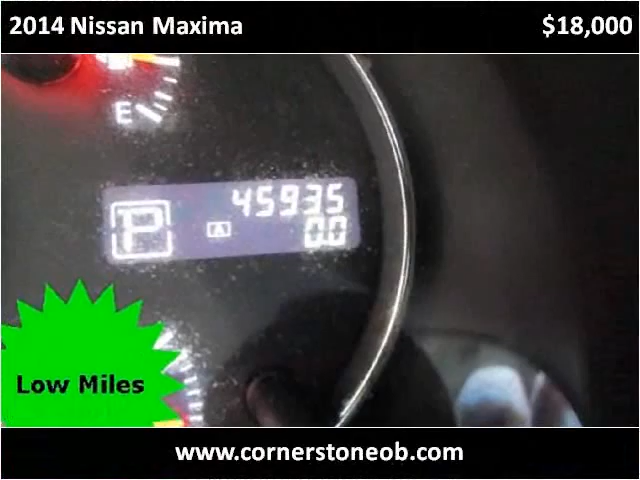 2014 Nissan Maxima $18,000
E
45935
P A 0.0
Low Miles
www.cornerstoneob.com